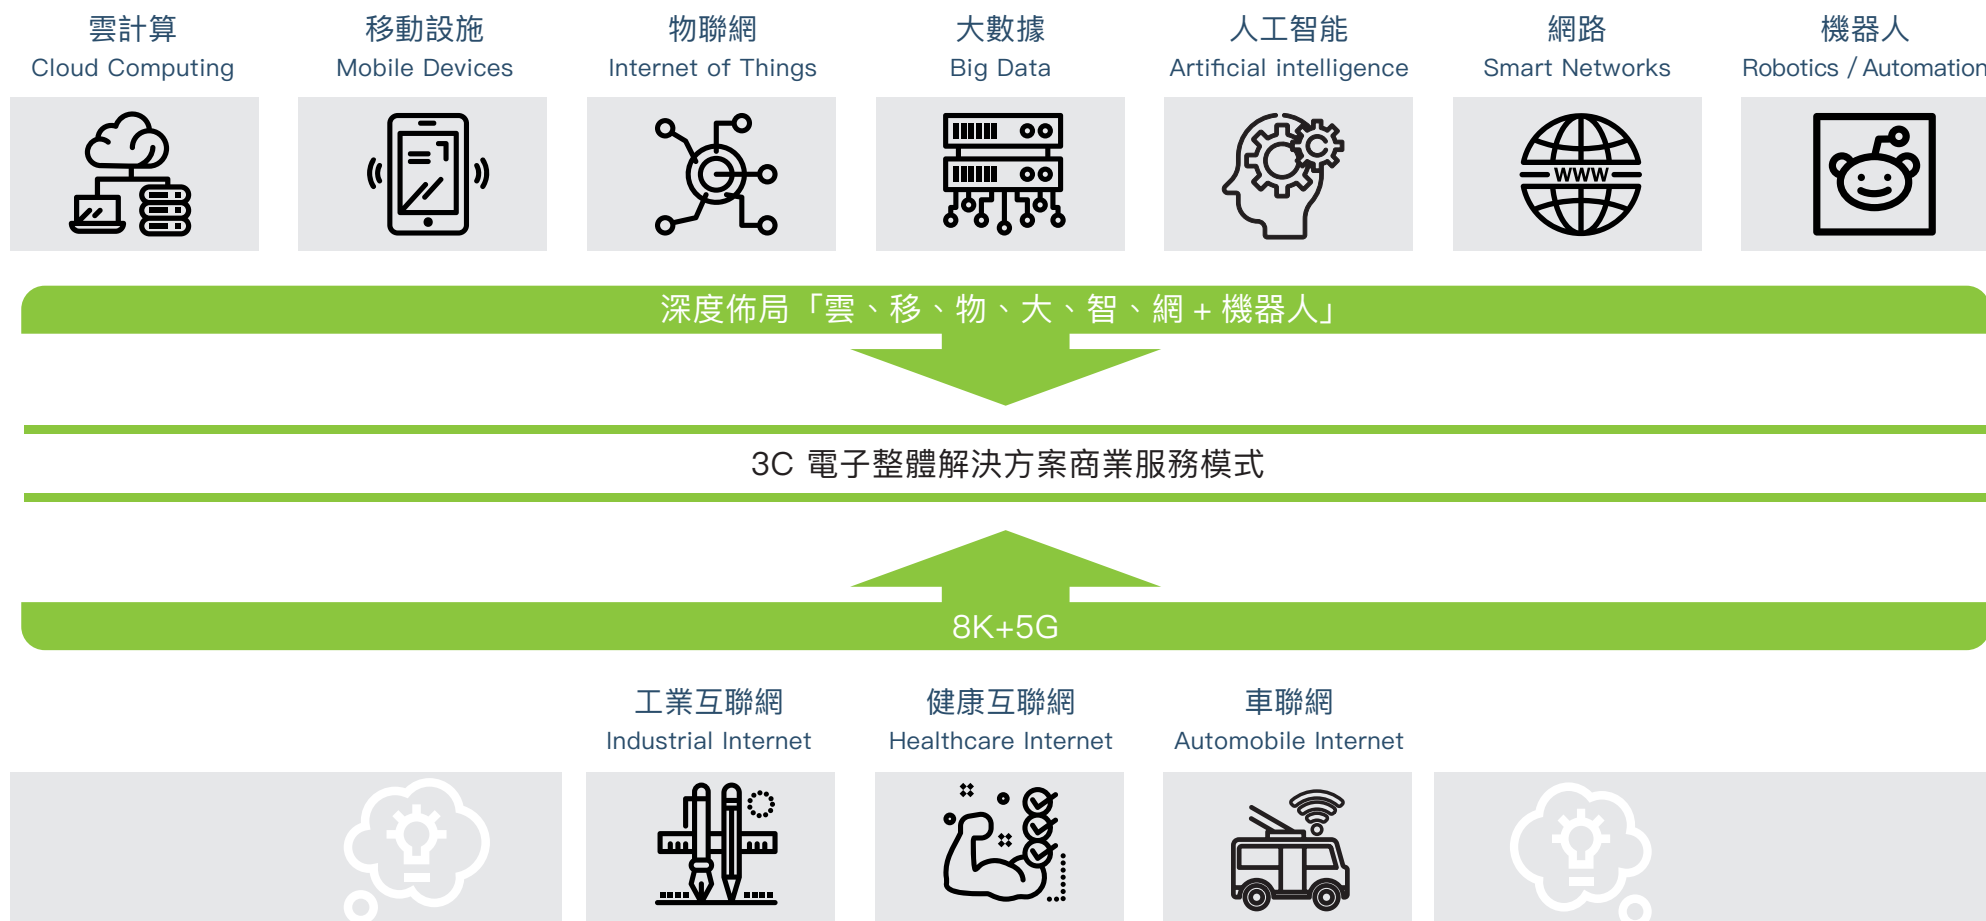 雲計算
Cloud Computing
移動設施
Mobile Devices
物聯網
Internet of Things
大數據
Big Data
人工智能
Artificial intelligence
網路
Smart Networks
機器人
Robotics / Automation
WWW
深度佈局「雲、移、物、大、智、網 + 機器人」
3C 電子整體解決方案商業服務模式
8K+5G
工業互聯網
Industrial Internet
健康互聯網
Healthcare Internet
車聯網
Automobile Internet